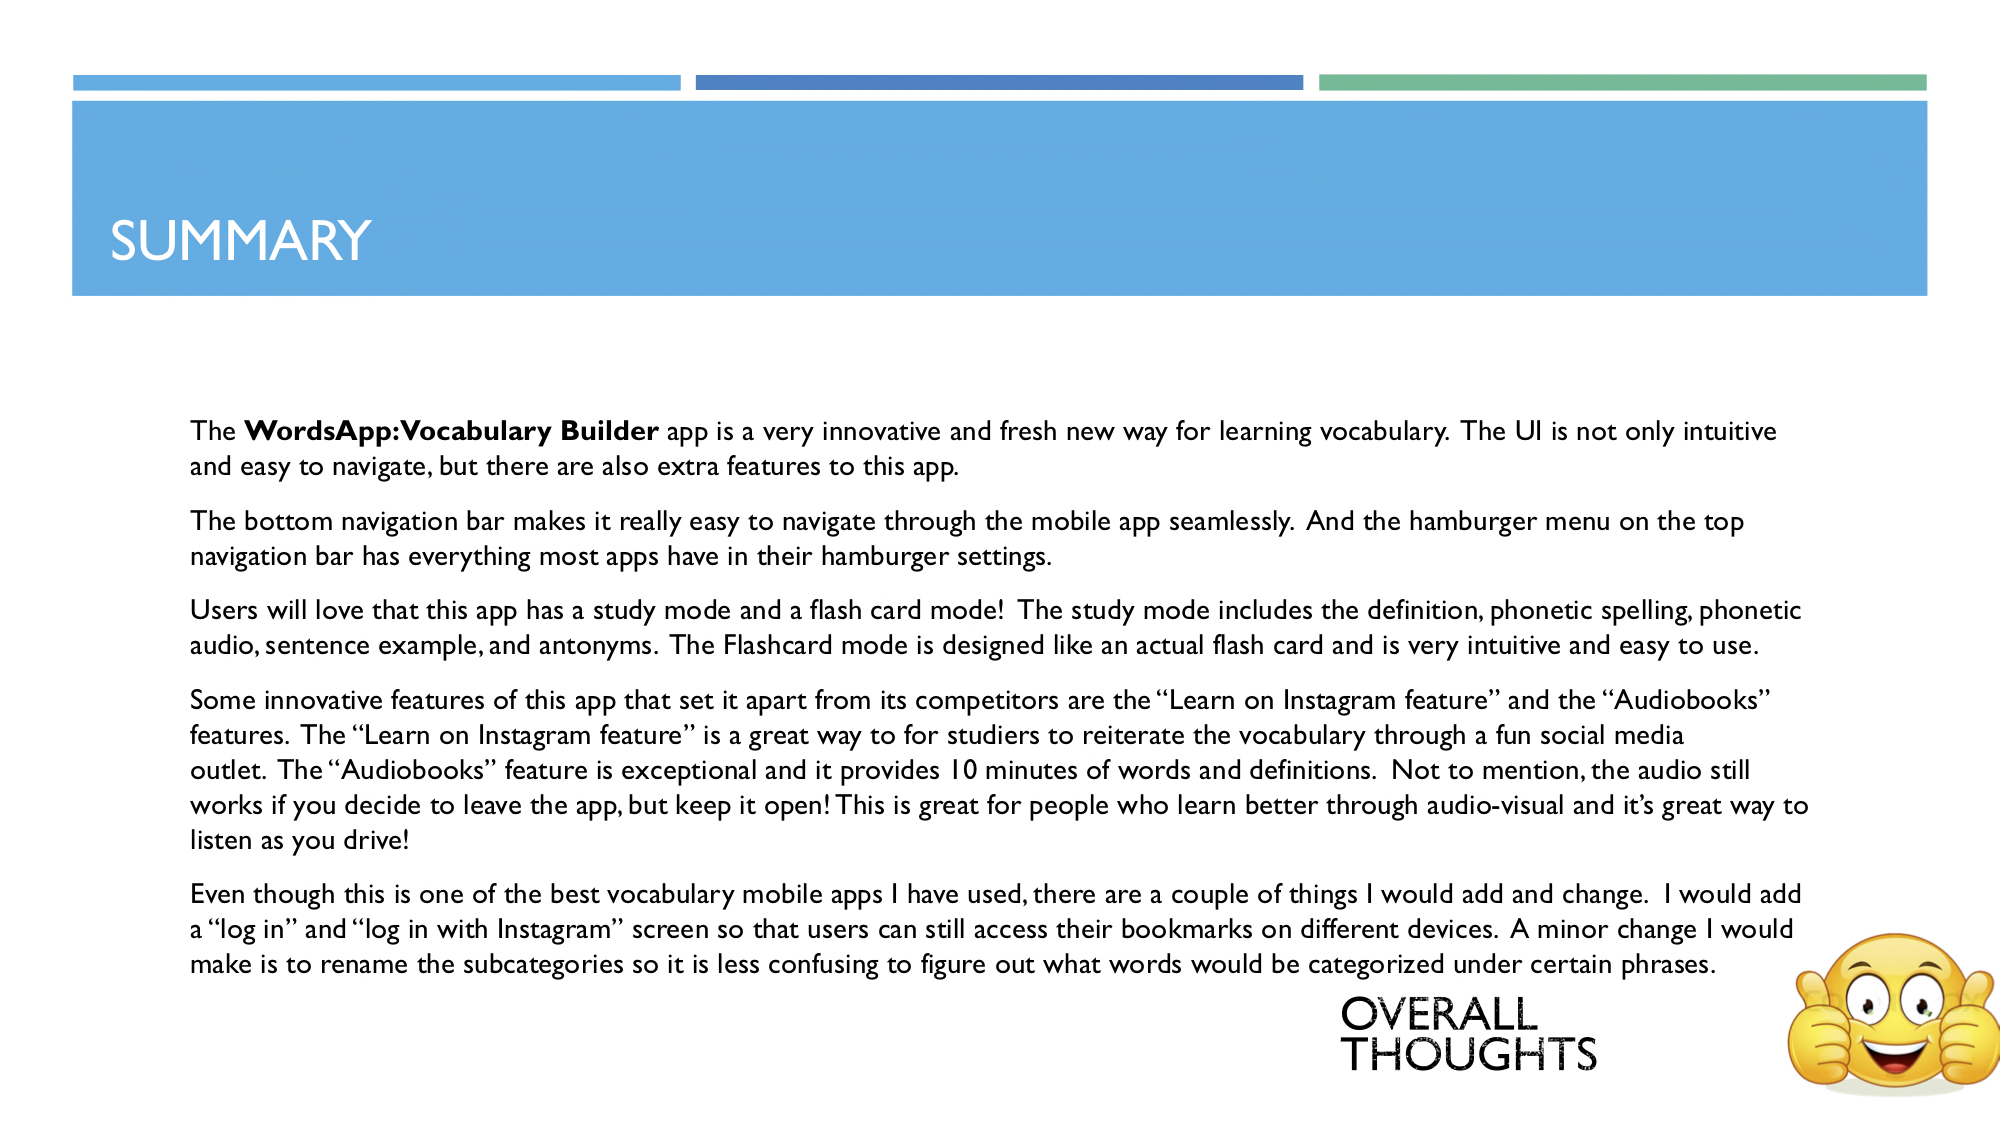 SUMMARY
The WordsApp: Vocabulary Builder app is a very innovative and fresh new way for learning vocabulary. The UI is not only intuitive
and easy to navigate, but there are also extra features to this app.
The bottom navigation bar makes it really easy to navigate through the mobile app seamlessly. And the hamburger menu on the top
navigation bar has everything most apps have in their hamburger settings.
Users will love that this app has a study mode and a flash card mode! The study mode includes the definition, phonetic spelling, phonetic
audio, sentence example, and antonyms. The Flashcard mode is designed like an actual flash card and is very intuitive and easy to use.
Some innovative features of this app that set it apart from its competitors are the “Learn on Instagram feature” and the “Audiobooks”
features. The “Learn on Instagram feature” is a great way to for studiers to reiterate the vocabulary through a fun social media
outlet. The “Audiobooks” feature is exceptional and it provides 10 minutes of words and definitions. Not to mention, the audio still
works if you decide to leave the app, but keep it open! This is great for people who learn better through audio-visual and it’s great way to
listen as you drive!
Even though this is one of the best vocabulary mobile apps I have used, there are a couple of things I would add and change. I would add
a “log in” and “log in with Instagram” screen so that users can still access their bookmarks on different devices. A minor change I would
make is to rename the subcategories so it is less confusing to figure out what words would be categorized under certain phrases.
OVERALL
THOUGHTS